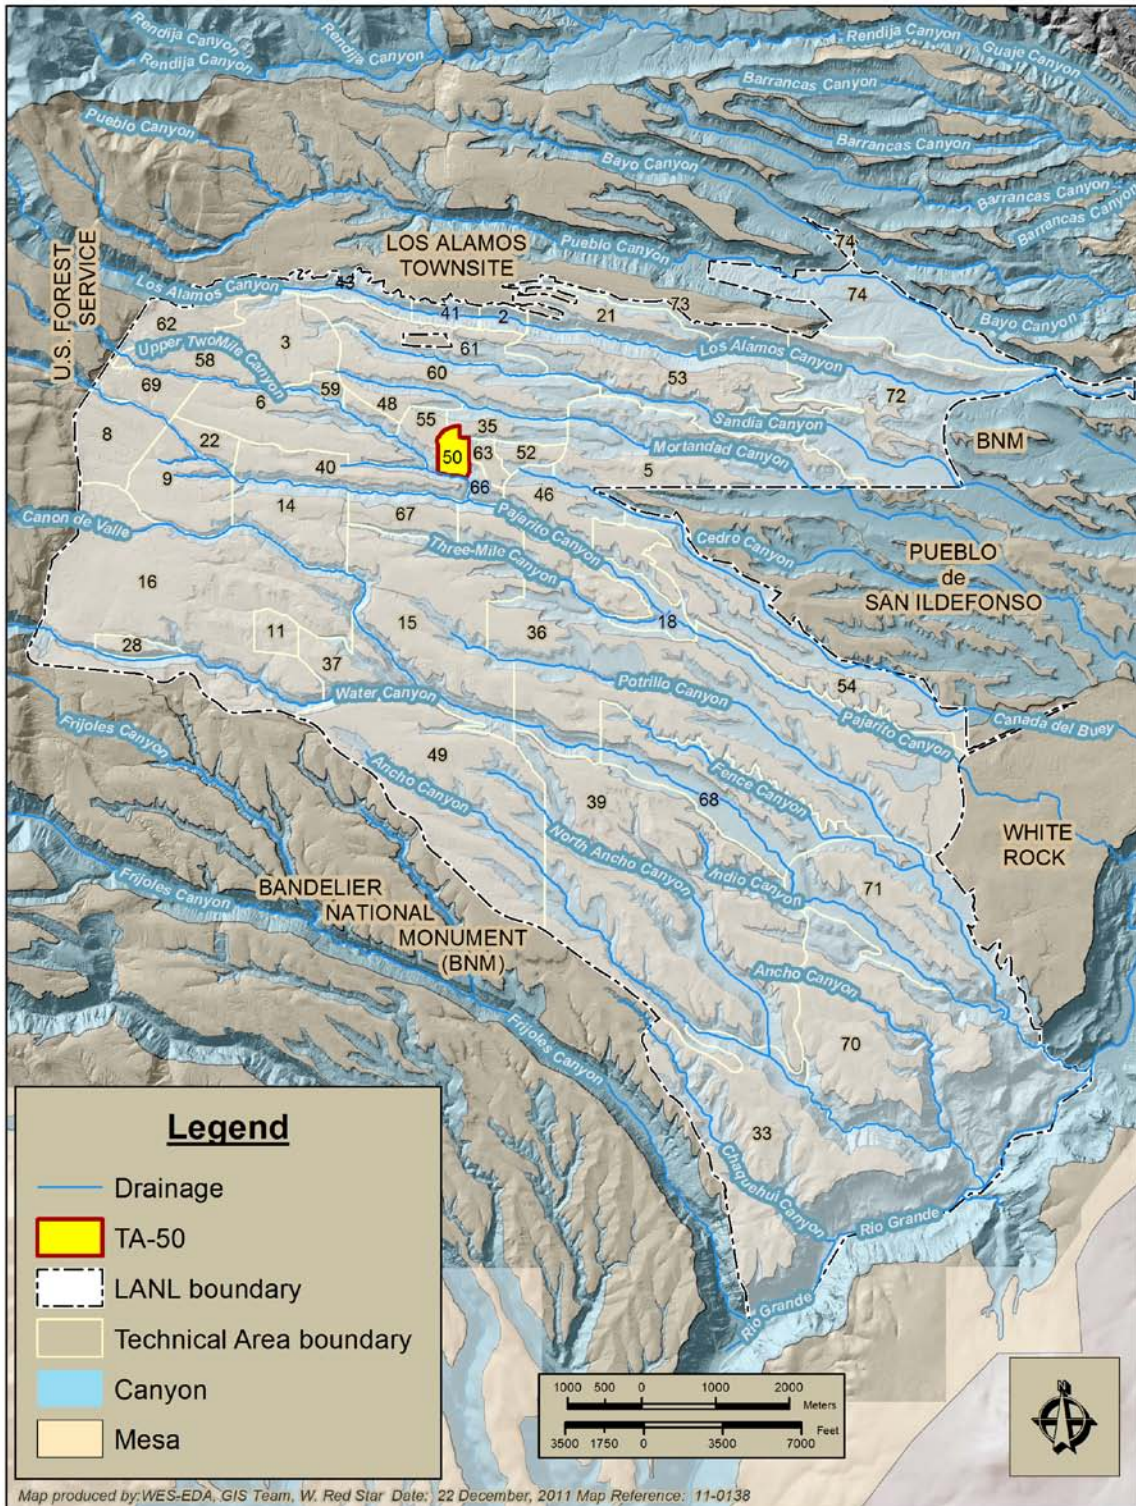 Rendija Canyon
Rendija Canyon
Rendija Canyon
Rendija Canyon
Guaje Canyon
Barrancas Canyon
Barrancas Canyon
Barrancas Canyon
Barrancas Canyon
Pueblo Canyon
Bayo Canyon
Pueblo Canyon
Bayo Canyon
74
74
LOS ALAMOS
TOWNSITE
U.S. FOREST
SERVICE
Los Alamos Canyon
43
41
2
21
73
62
3
61
Los Alamos Canyon
Upper TwoMile Canyon
58
60
53
72
69
59
6
48
55
35
Sandia Canyon
BNM
8
22
50
63
52
Mortandad Canyon
5
9
40
66
46
14
67
Pajarito Canyon
Canon de Valle
Three-Mile Canyon
Cedro Canyon
PUEBLO
de
SAN ILDEFONSO
16
11
15
36
18
28
37
Potrillo Canyon
54
Water Canyon
Frijoles Canyon
Pajarito Canyon
Canada del Buey
49
Ancho Canyon
Fence Canyon
39
68
WHITE
ROCK
North Ancho Canyon
Indio Canyon
71
Frijoles Canyon
BANDELIER
NATIONAL
MONUMENT
(BNM)
Ancho Canyon
Frijoles Canyon
70
33
Chaquehui Canyon
Rio Grande
Rio Grande
Legend
Drainage
TA-50
LANL boundary
Technical Area boundary
Canyon
Mesa
1000 500 0 1000 2000
Meters
Feet
3500 1750 0 3500 7000
N
Map produced by:WES-EDA, GIS Team, W. Red Star Date: 22 December, 2011 Map Reference: 11-0138